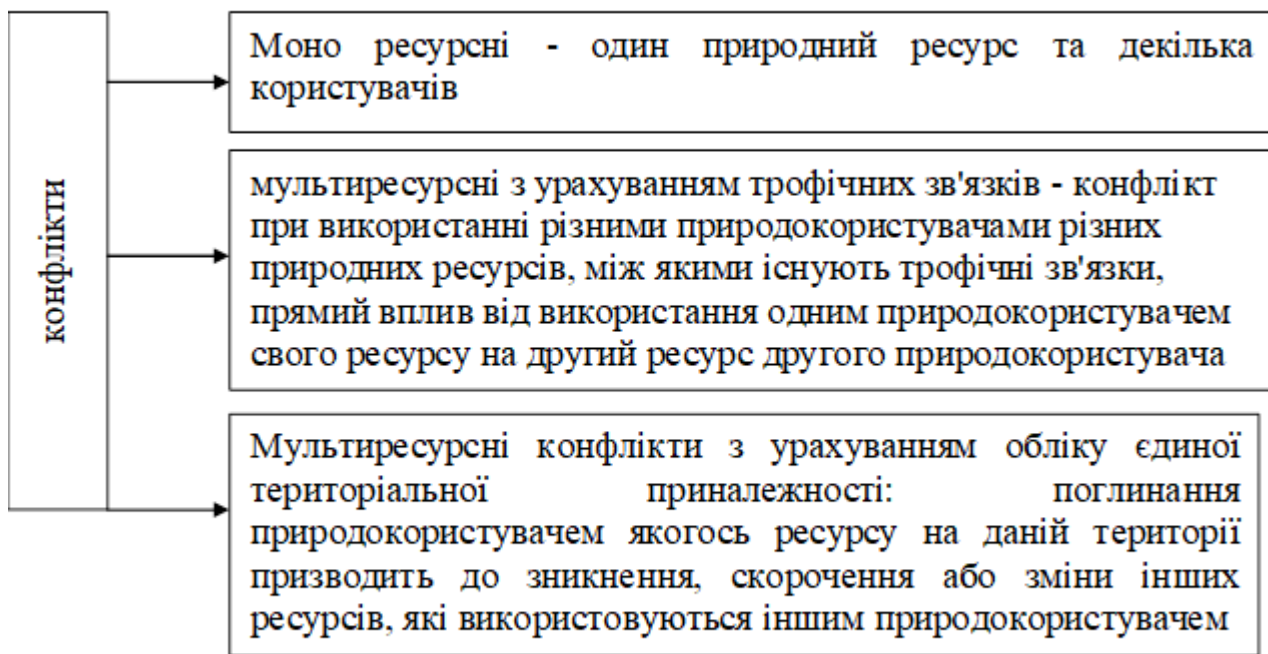 конфлікти
Моно ресурсні - один природний ресурс та декілька
користувачів
мультиресурсні з урахуванням трофічних зв'язків - конфлікт
при використанні різними природокористувачами різних
природних ресурсів, між якими існують трофічні зв'язки,
прямий вплив від використання одним природокористувачем
свого ресурсу на другий ресурс другого природокористувача
Мультиресурсні конфлікти з урахуванням обліку єдиної
територіальної приналежності: поглинання
природокористувачем якогось ресурсу на даній території
призводить до зникнення, скорочення або зміни інших
ресурсів, які використовуються іншим природокористувачем